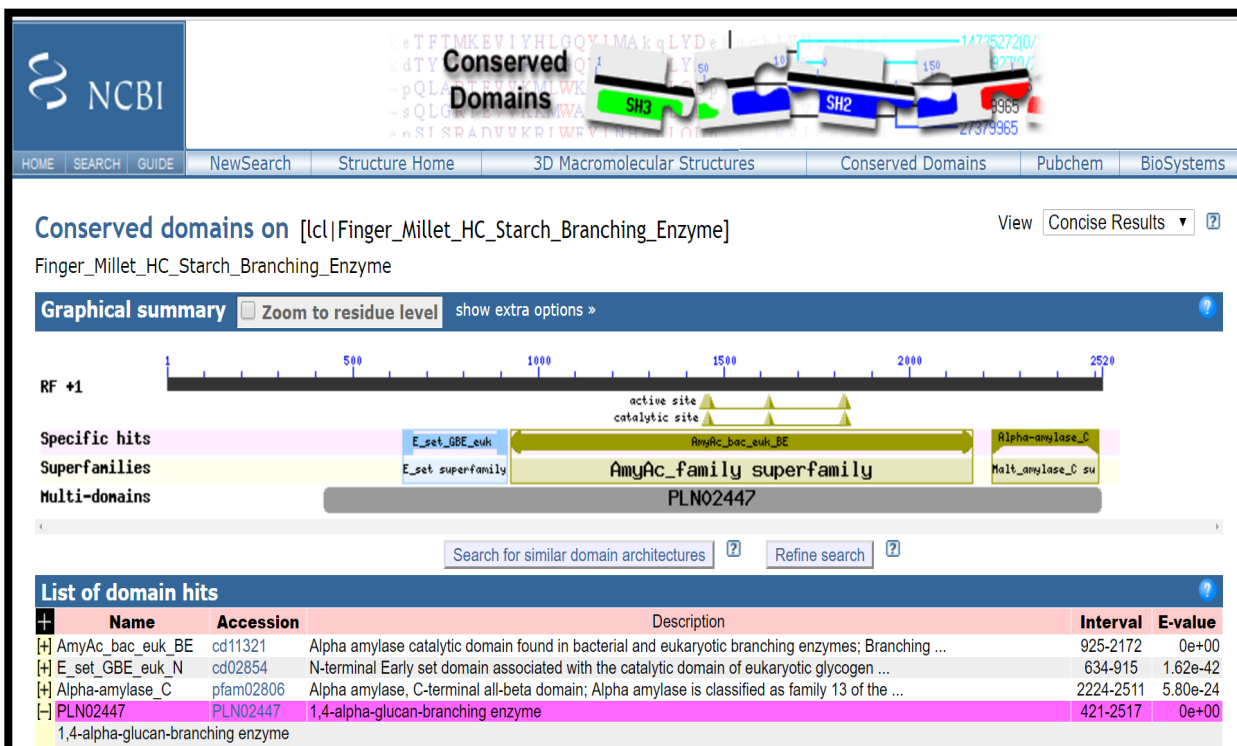 NCBI
Conserved
Domains
SH3
SH2
HOME SEARCH GUIDE NewSearch Structure Home 3D Macromolecular Structures Conserved Domains Pubchem BioSystems
Conserved domains on [lcl|Finger_Millet_HC_Starch_Branching_Enzyme]
View Concise Results
Finger_Millet_HC_Starch_Branching_Enzyme
Graphical summary Zoom to residue level show extra options »
1 500 1000 1500 2000 2520
RF +1
active site
catalytic site
Specific hits E_set_GBE_euk AmyAc_bac_euk_BE Alpha-amylase_C
Superfamilies E_set superfamily AmyAc_family superfamily Malt_amylase_C su
Multi-domains PLN02447
Search for similar domain architectures ? Refine search ?
List of domain hits
Name Accession Description Interval E-value
[+] AmyAc_bac_euk_BE cd11321 Alpha amylase catalytic domain found in bacterial and eukaryotic branching enzymes; Branching ... 925-2172 0e+00
[+] E_set_GBE_euk_N cd02854 N-terminal Early set domain associated with the catalytic domain of eukaryotic glycogen ... 634-915 1.62e-42
[+] Alpha-amylase_C pfam02806 Alpha amylase, C-terminal all-beta domain; Alpha amylase is classified as family 13 of the ... 2224-2511 5.80e-24
[–] PLN02447 PLN02447 1,4-alpha-glucan-branching enzyme 421-2517 0e+00
1,4-alpha-glucan-branching enzyme